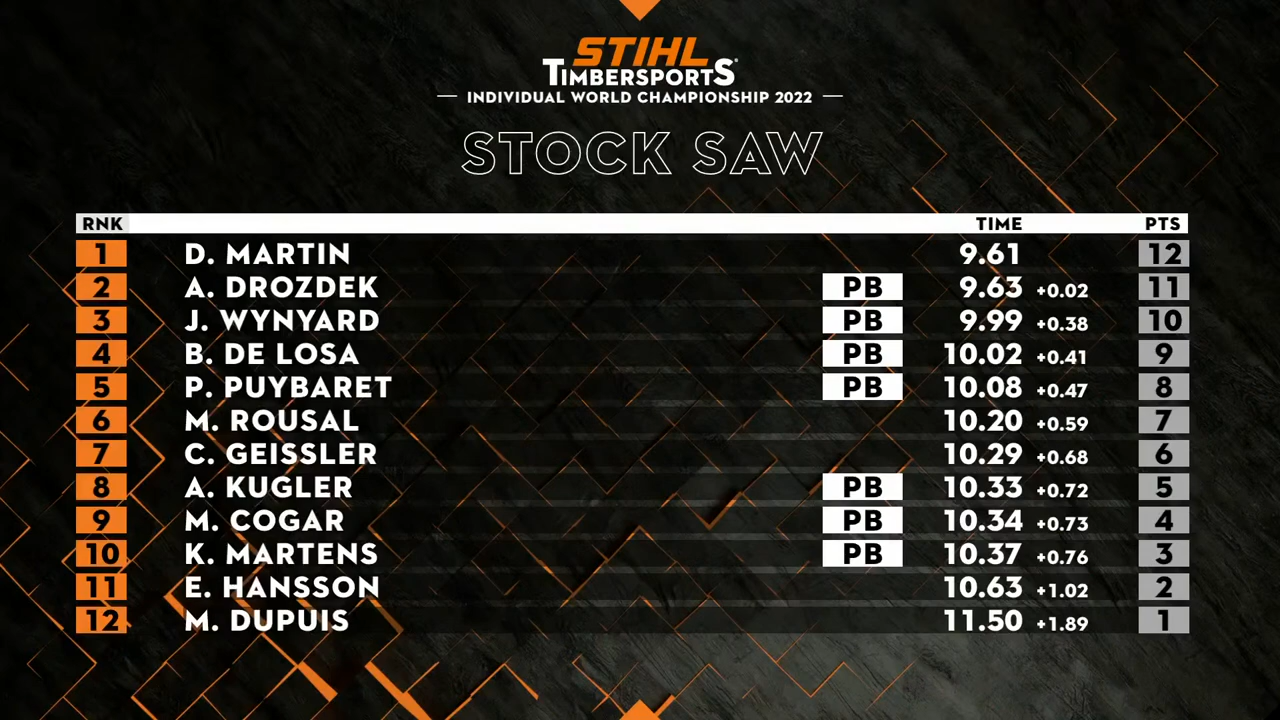 STIHL
TIMBERSPORTS®
INDIVIDUAL WORLD CHAMPIONSHIP 2022
STOCK SAW
RNK TIME PTS
1 D. MARTIN 9.61 12
2 A. DROZDEK PB 9.63 +0.02 11
3 J. WYNYARD PB 9.99 +0.38 10
4 B. DE LOSA PB 10.02 +0.41 9
5 P. PUYBARET PB 10.08 +0.47 8
6 M. ROUSAL 10.20 +0.59 7
7 C. GEISSLER 10.29 +0.68 6
8 A. KUGLER PB 10.33 +0.72 5
9 M. COGAR PB 10.34 +0.73 4
10 K. MARTENS PB 10.37 +0.76 3
11 E. HANSSON 10.63 +1.02 2
12 M. DUPUIS 11.50 +1.89 1